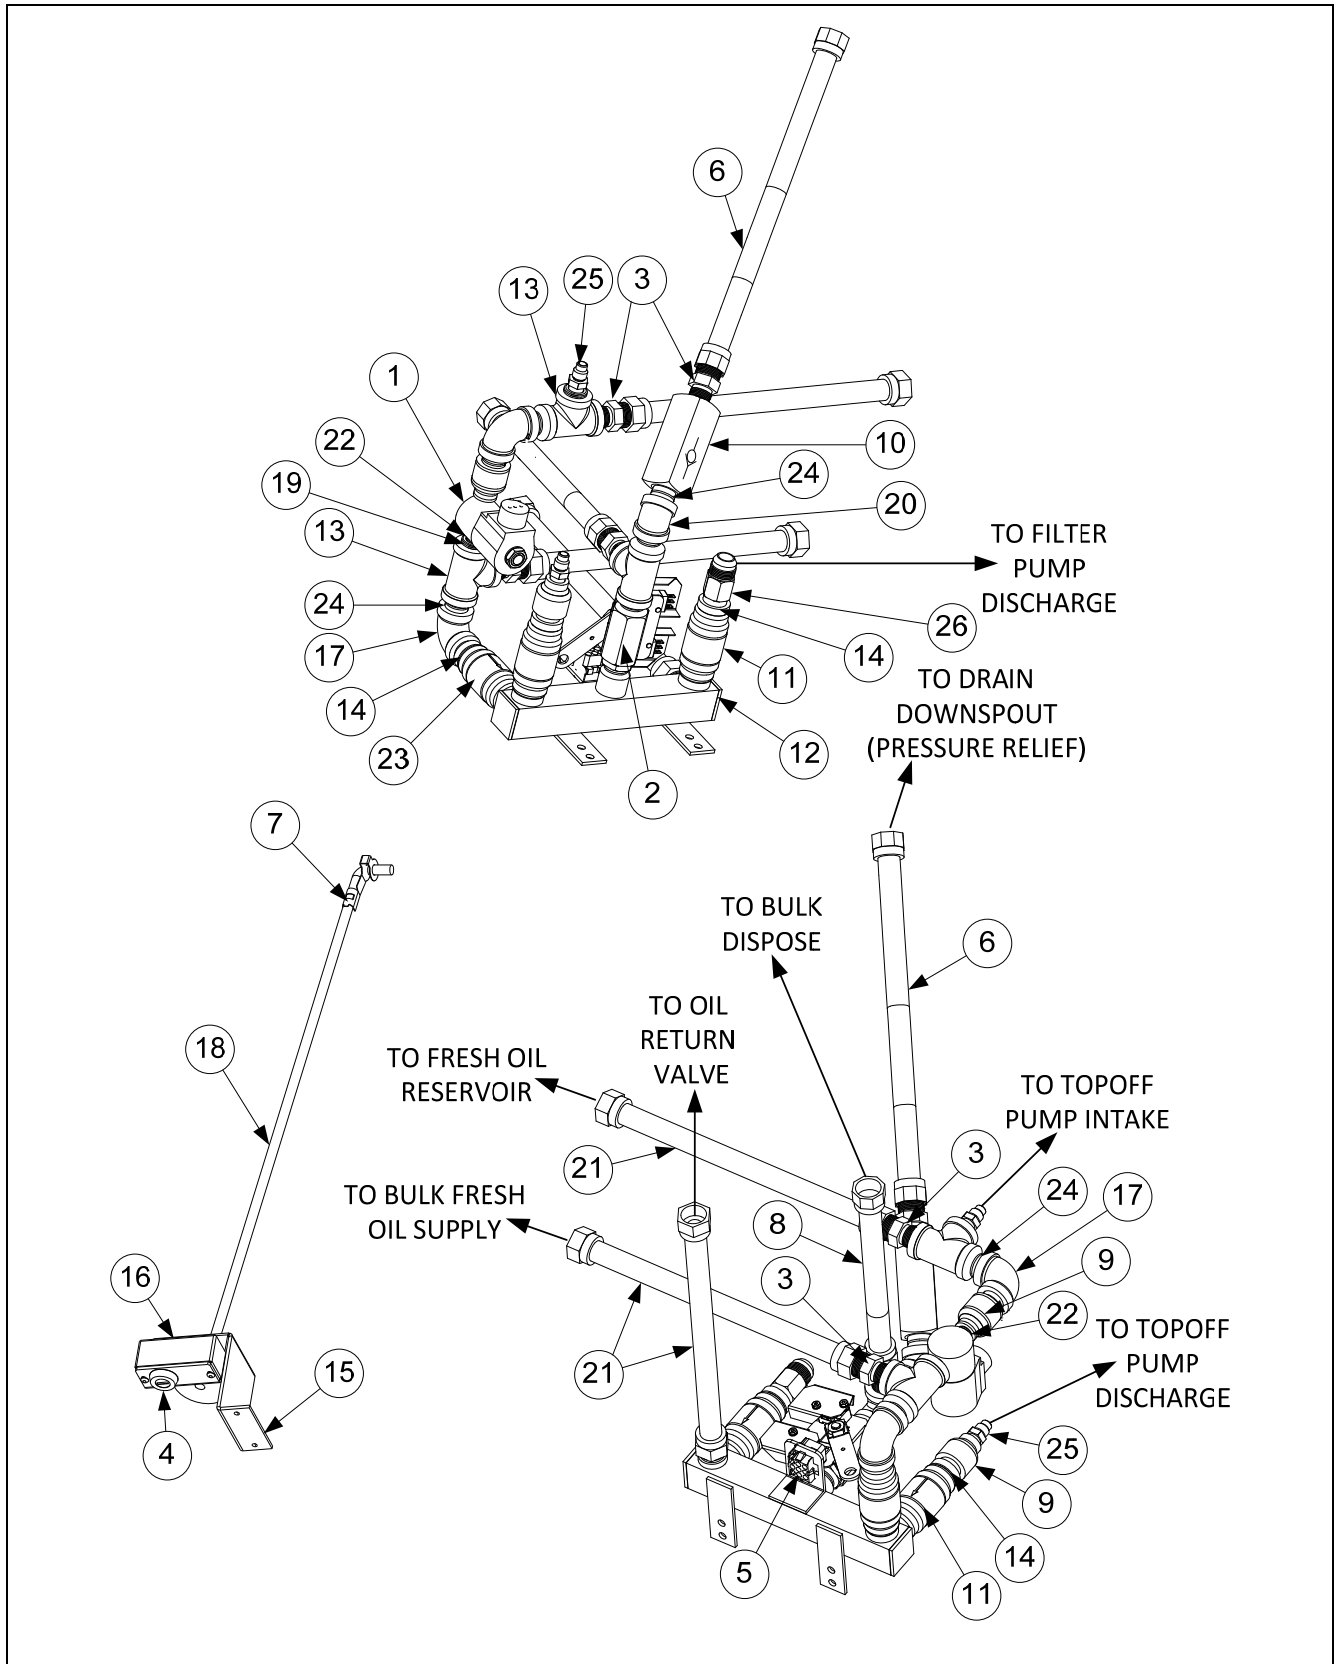 6
13
25
3
1
22
10
24
19
20
13
TO FILTER
PUMP
DISCHARGE
24
26
17
14
11
14
TO DRAIN
DOWNSPOUT
(PRESSURE RELIEF)
23
12
2
7
TO BULK
DISPOSE
6
TO OIL
RETURN
VALVE
18
TO FRESH OIL
RESERVOIR
TO TOPOFF
PUMP INTAKE
3
21
24
17
TO BULK FRESH
OIL SUPPLY
8
9
3
16
22
TO TOPOFF
PUMP
DISCHARGE
21
15
4
25
9
14
5
11